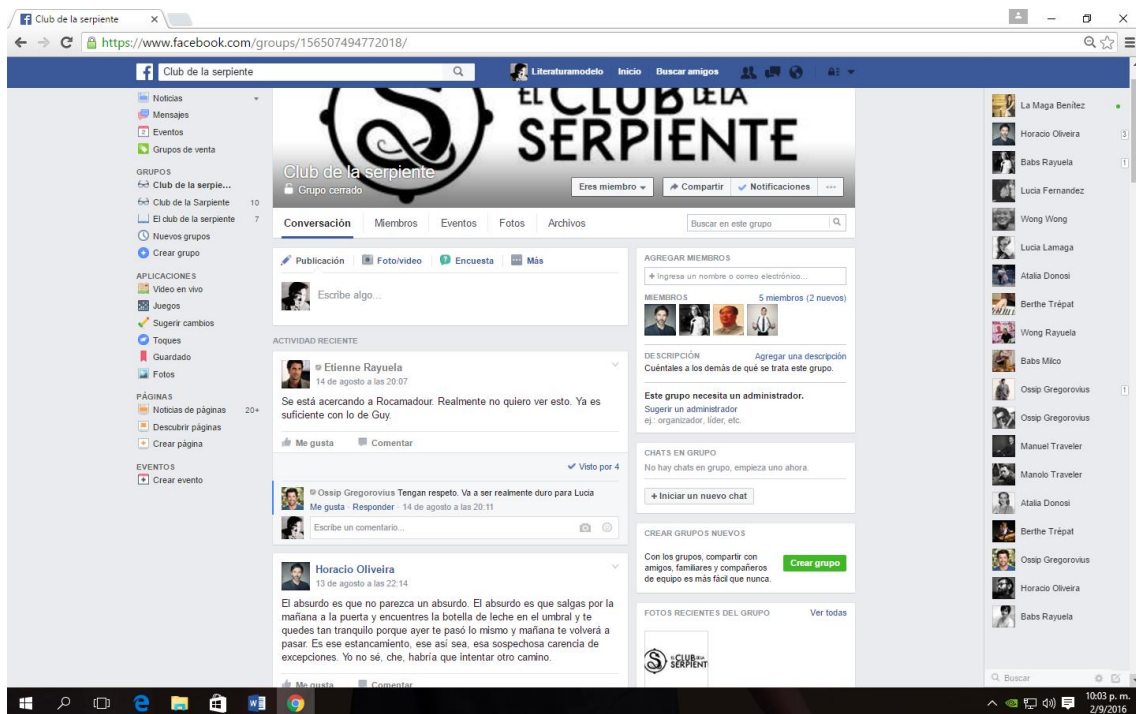 Club de la serpiente
https://www.facebook.com/groups/156507494772018/
Club de la serpiente
Literaturamodelo Inicio Buscar amigos
Noticias
Mensajes
Eventos
Grupos de venta
GRUPOS
Club de la serpie...
Club de la Sarpiente 10
El club de la serpiente 7
Nuevos grupos
Crear grupo
APLICACIONES
Video en vivo
Juegos
Sugerir cambios
Toques
Guardado
Fotos
PÁGINAS
Noticias de páginas 20+
Descubrir páginas
Crear página
EVENTOS
Crear evento
EL CLUB DE LA
SERPIENTE
Club de la serpiente
Grupo cerrado
Eres miembro Compartir Notificaciones
Conversación Miembros Eventos Fotos Archivos
Buscar en este grupo
Publicación Foto/video Encuesta Más
Escribe algo...
ACTIVIDAD RECIENTE
Etienne Rayuela
14 de agosto a las 20:07
Se está acercando a Rocamadour. Realmente no quiero ver esto. Ya es
suficiente con lo de Guy.
Me gusta Comentar
Visto por 4
Ossip Gregorovius Tengan respeto. Va a ser realmente duro para Lucia
Me gusta · Responder · 14 de agosto a las 20:11
Escribe un comentario...
Horacio Oliveira
13 de agosto a las 22:14
El absurdo es que no parezca un absurdo. El absurdo es que salgas por la
mañana a la puerta y encuentres la botella de leche en el umbral y te
quedes tan tranquilo porque ayer te pasó lo mismo y mañana te volverá a
pasar. Es ese estancamiento, ese así sea, esa sospechosa carencia de
excepciones. Yo no sé, che, habría que intentar otro camino.
Me gusta Comentar
AGREGAR MIEMBROS
+ Ingresa un nombre o correo electrónico...
MIEMBROS 5 miembros (2 nuevos)
DESCRIPCIÓN Agregar una descripción
Cuéntales a los demás de qué se trata este grupo.
Este grupo necesita un administrador.
Sugerir un administrador
ej.: organizador, líder, etc.
CHATS EN GRUPO
No hay chats en grupo, empieza uno ahora.
+ Iniciar un nuevo chat
CREAR GRUPOS NUEVOS
Con los grupos, compartir con
amigos, familiares y compañeros
de equipo es más fácil que nunca.
Crear grupo
FOTOS RECIENTES DEL GRUPO Ver todas
EL CLUB DE LA
SERPIENT
La Maga Benítez
Horacio Oliveira 3
Babs Rayuela 1
Lucia Fernandez
Wong Wong
Lucia Lamaga
Atalia Donosi
Berthe Trépat
Wong Rayuela
Babs Milco
Ossip Gregorovius 1
Ossip Gregorovius
Manuel Traveler
Manolo Traveler
Atalia Donosi
Berthe Trépat
Ossip Gregorovius
Horacio Oliveira
Babs Rayuela
Buscar
10:03 p. m.
2/9/2016